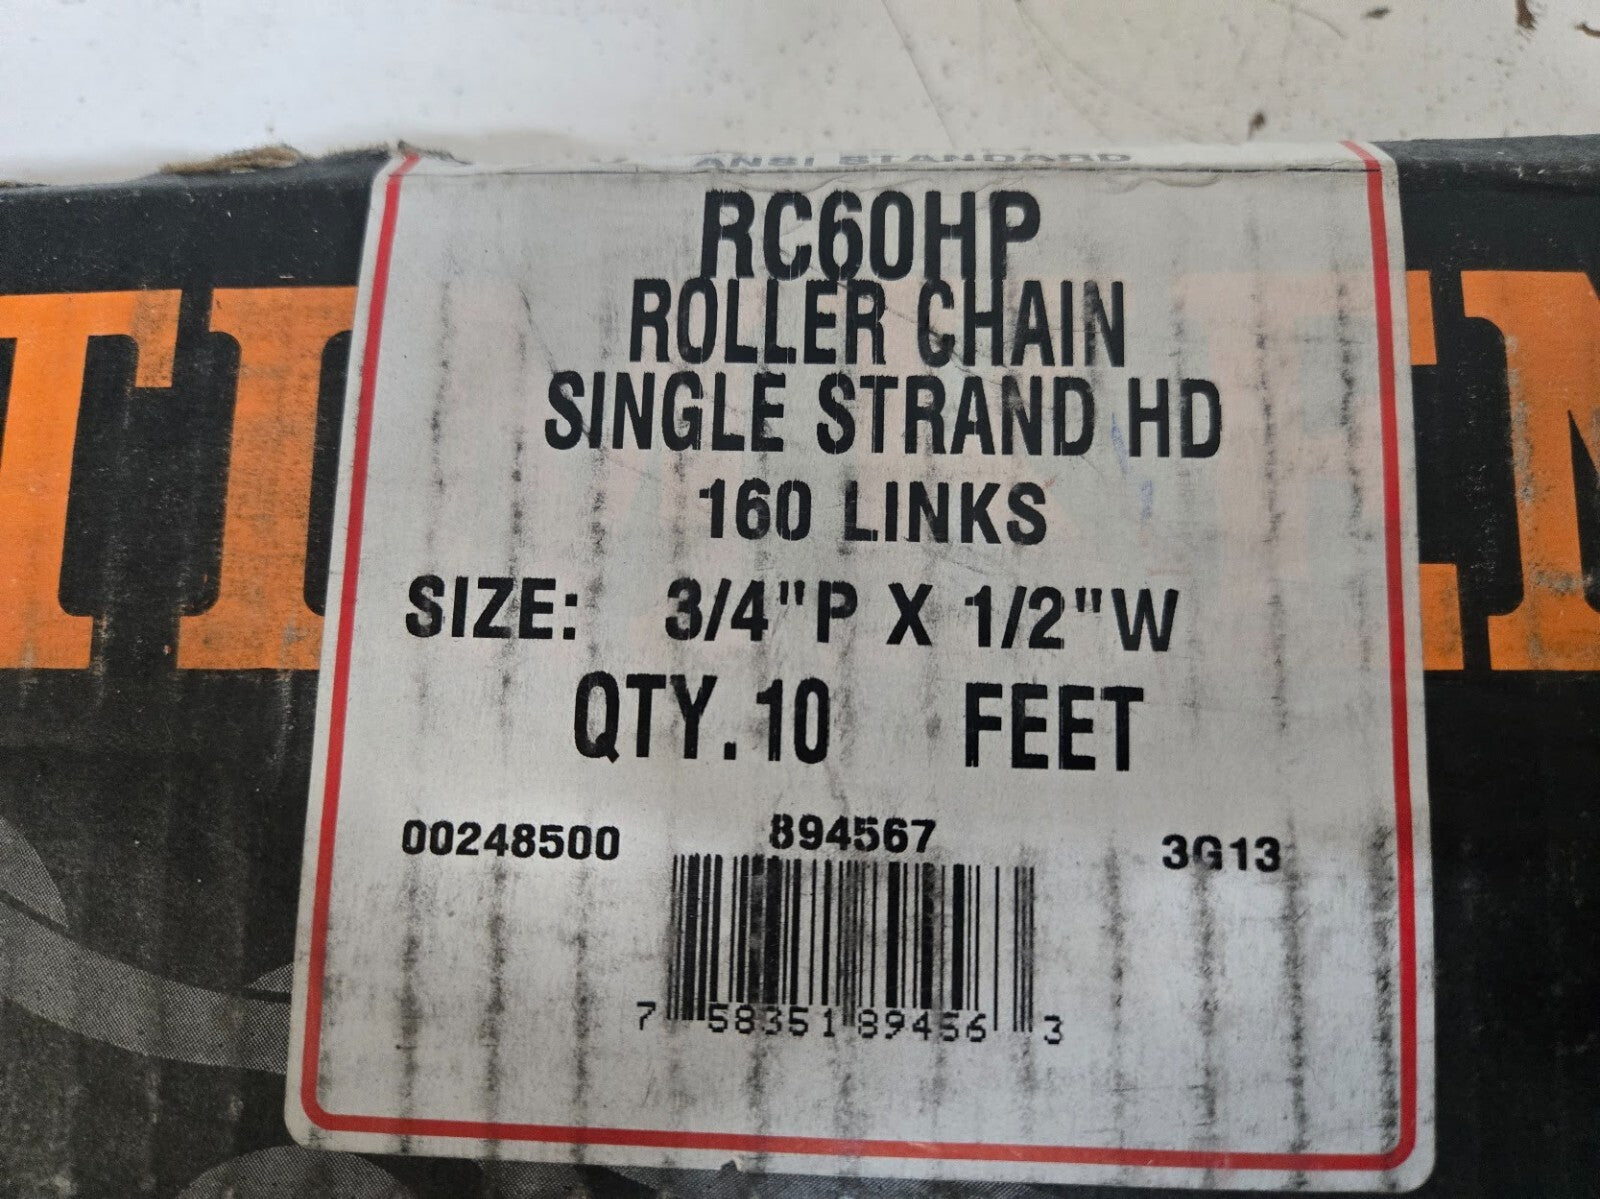 ANSI STANDARD
RC60HP
ROLLER CHAIN
SINGLE STRAND HD
160 LINKS
SIZE: 3/4"P X 1/2"W
QTY. 10 FEET
00248500 894567 3G13
7 58351 89456 3